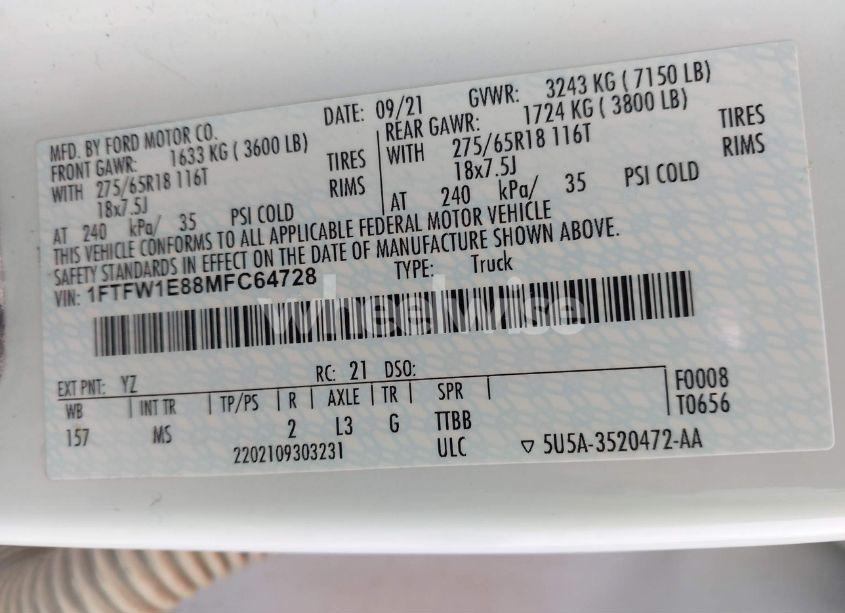 MFD. BY FORD MOTOR CO. DATE: 09/21 GVWR: 3243 KG ( 7150 LB)
FRONT GAWR: 1633 KG ( 3600 LB) REAR GAWR: 1724 KG ( 3800 LB)
WITH 275/65R18 116T TIRES WITH 275/65R18 116T TIRES
18x7.5J RIMS 18x7.5J RIMS
AT 240 kPa/ 35 PSI COLD AT 240 kPa/ 35 PSI COLD
THIS VEHICLE CONFORMS TO ALL APPLICABLE FEDERAL MOTOR VEHICLE
SAFETY STANDARDS IN EFFECT ON THE DATE OF MANUFACTURE SHOWN ABOVE.
VIN: 1FTFW1E88MFC64728 TYPE: Truck
wheelwise
EXT PNT: YZ RC: 21 DSO:
WB INT TR TP/PS R AXLE TR SPR F0008
157 MS 2 L3 G TTBB T0656
2202109303231 ULC ▽ 5U5A-3520472-AA